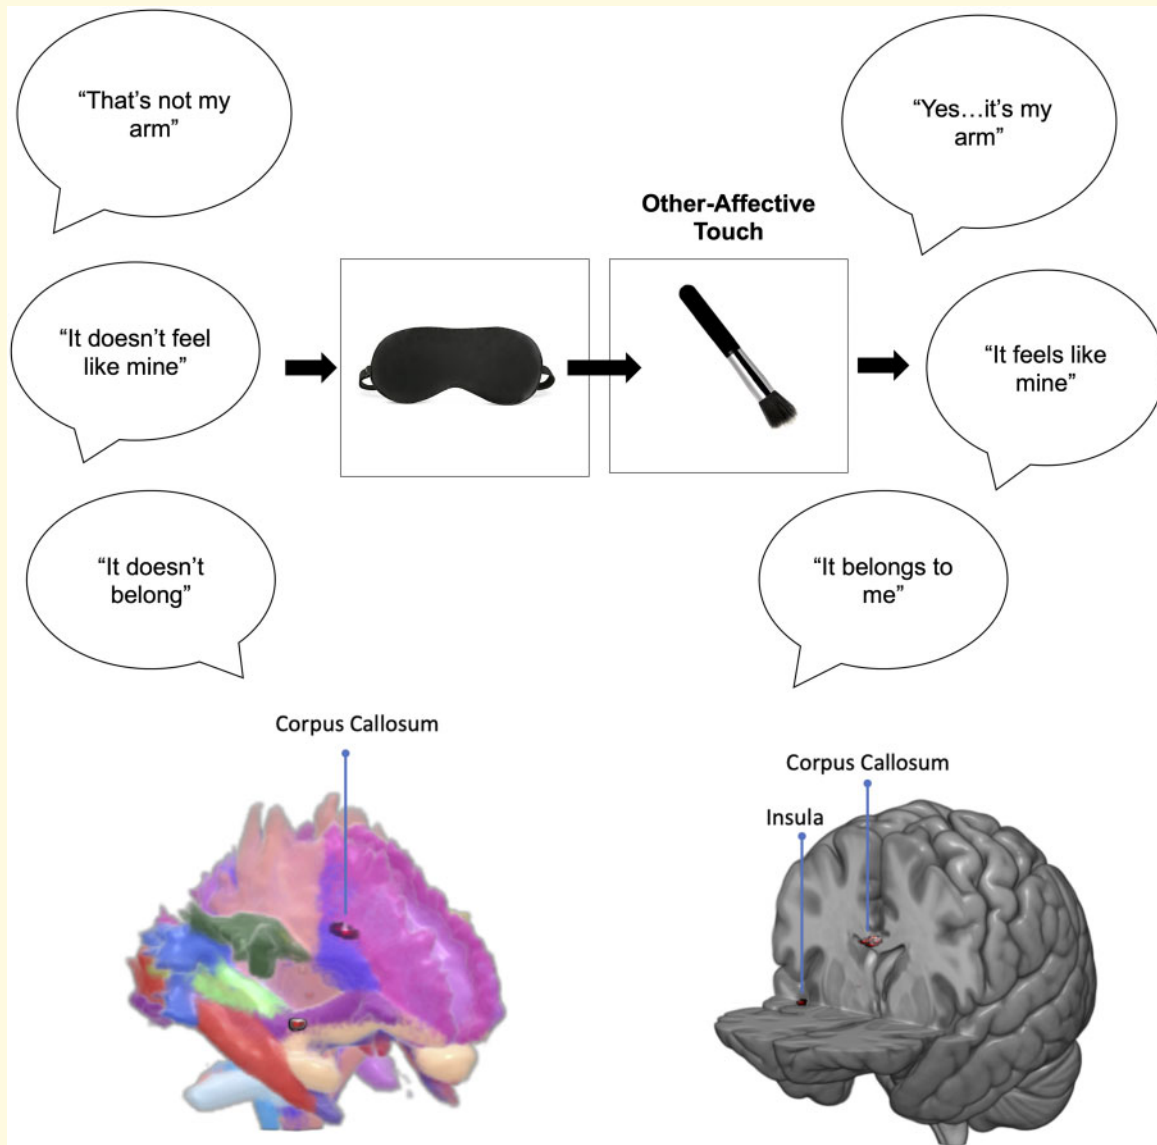 “That’s not my
arm”
“Yes…it’s my
arm”
Other-Affective
Touch
“It doesn’t feel
like mine”
“It feels like
mine”
“It doesn’t
belong”
“It belongs to
me”
Corpus Callosum
Corpus Callosum
Insula